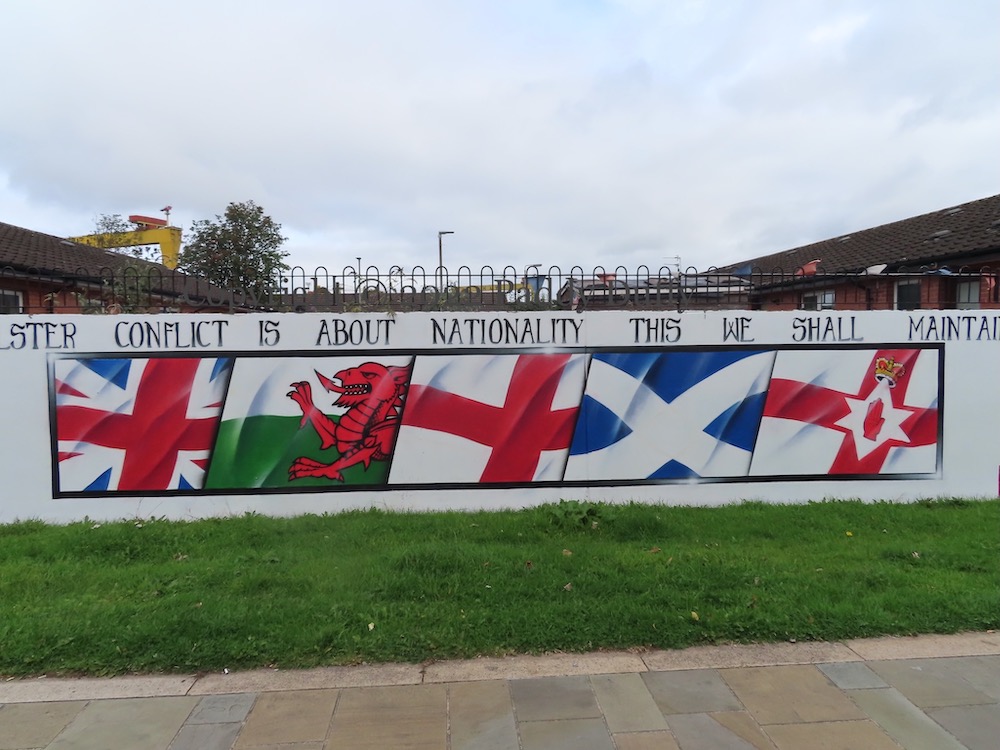 LSTER CONFLICT IS ABOUT NATIONALITY THIS WE SHALL MAINTAI